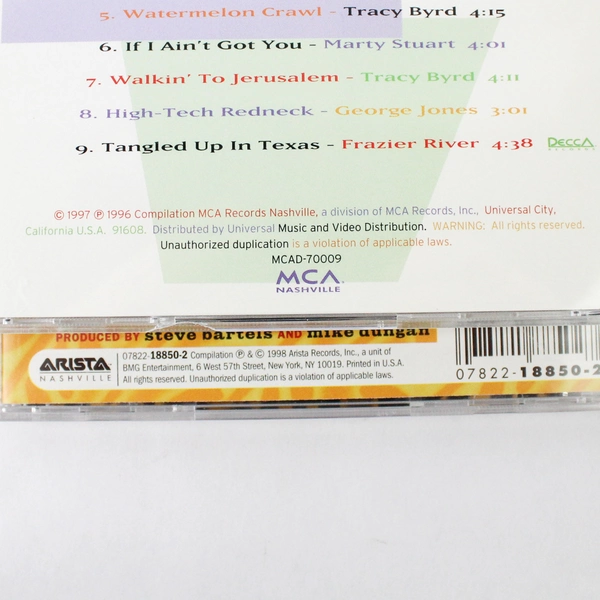 5. Watermelon Crawl - Tracy Byrd 4:15
6. If I Ain't Got You - Marty Stuart 4:01
7. Walkin' To Jerusalem - Tracy Byrd 4:11
8. High-Tech Redneck - George Jones 3:01
9. Tangled Up In Texas - Frazier River 4:38 DECCA
RECORDS
© 1997 ℗ 1996 Compilation MCA Records Nashville, a division of MCA Records, Inc., Universal City,
California U.S.A. 91608. Distributed by Universal Music and Video Distribution. WARNING: All rights reserved.
Unauthorized duplication is a violation of applicable laws.
MCAD-70009
MCA
NASHVILLE
PRODUCED BY steve bartels AND mike dungan
ARISTA
NASHVILLE
07822-18850-2 Compilation ℗ & © 1998 Arista Records, Inc., a unit of
BMG Entertainment, 6 West 57th Street, New York, NY 10019. Printed in U.S.A.
All rights reserved. Unauthorized duplication is a violation of applicable laws.
07822-18850-2